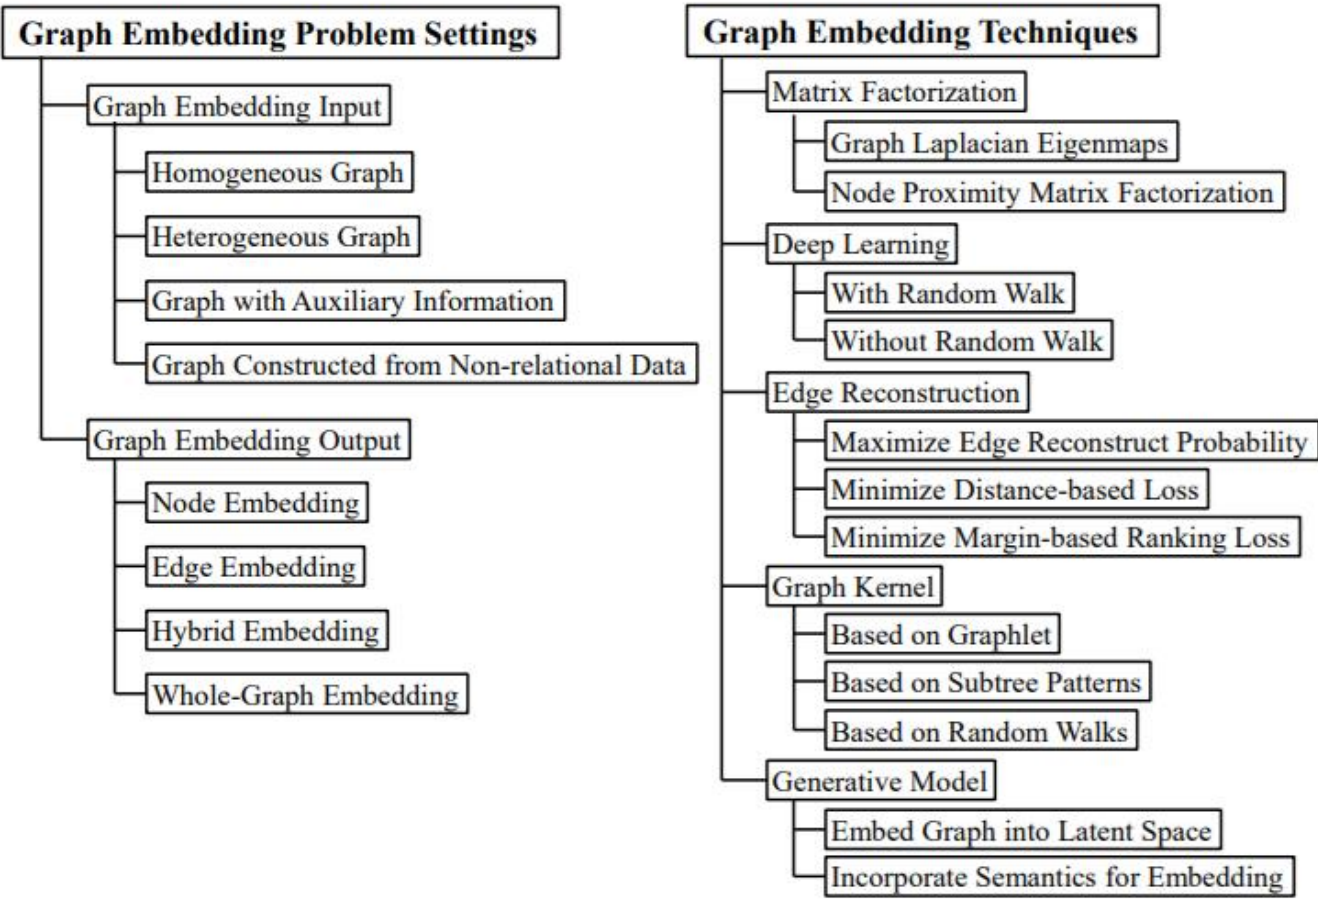 Graph Embedding Problem Settings
Graph Embedding Input
Homogeneous Graph
Heterogeneous Graph
Graph with Auxiliary Information
Graph Constructed from Non-relational Data
Graph Embedding Output
Node Embedding
Edge Embedding
Hybrid Embedding
Whole-Graph Embedding
Graph Embedding Techniques
Matrix Factorization
Graph Laplacian Eigenmaps
Node Proximity Matrix Factorization
Deep Learning
With Random Walk
Without Random Walk
Edge Reconstruction
Maximize Edge Reconstruct Probability
Minimize Distance-based Loss
Minimize Margin-based Ranking Loss
Graph Kernel
Based on Graphlet
Based on Subtree Patterns
Based on Random Walks
Generative Model
Embed Graph into Latent Space
Incorporate Semantics for Embedding